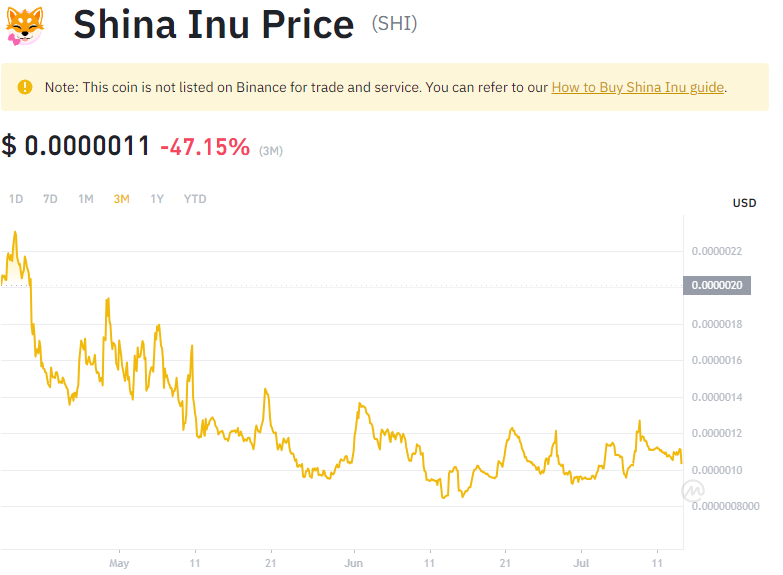 Shina Inu Price (SHI)
Note: This coin is not listed on Binance for trade and service. You can refer to our How to Buy Shina Inu guide.
$ 0.0000011 -47.15% (3M)
1D 7D 1M 3M 1Y YTD
USD
0.0000022
0.0000020
0.0000018
0.0000016
0.0000014
0.0000012
0.0000010
0.0000008000
May 11 21 Jun 11 21 Jul 11